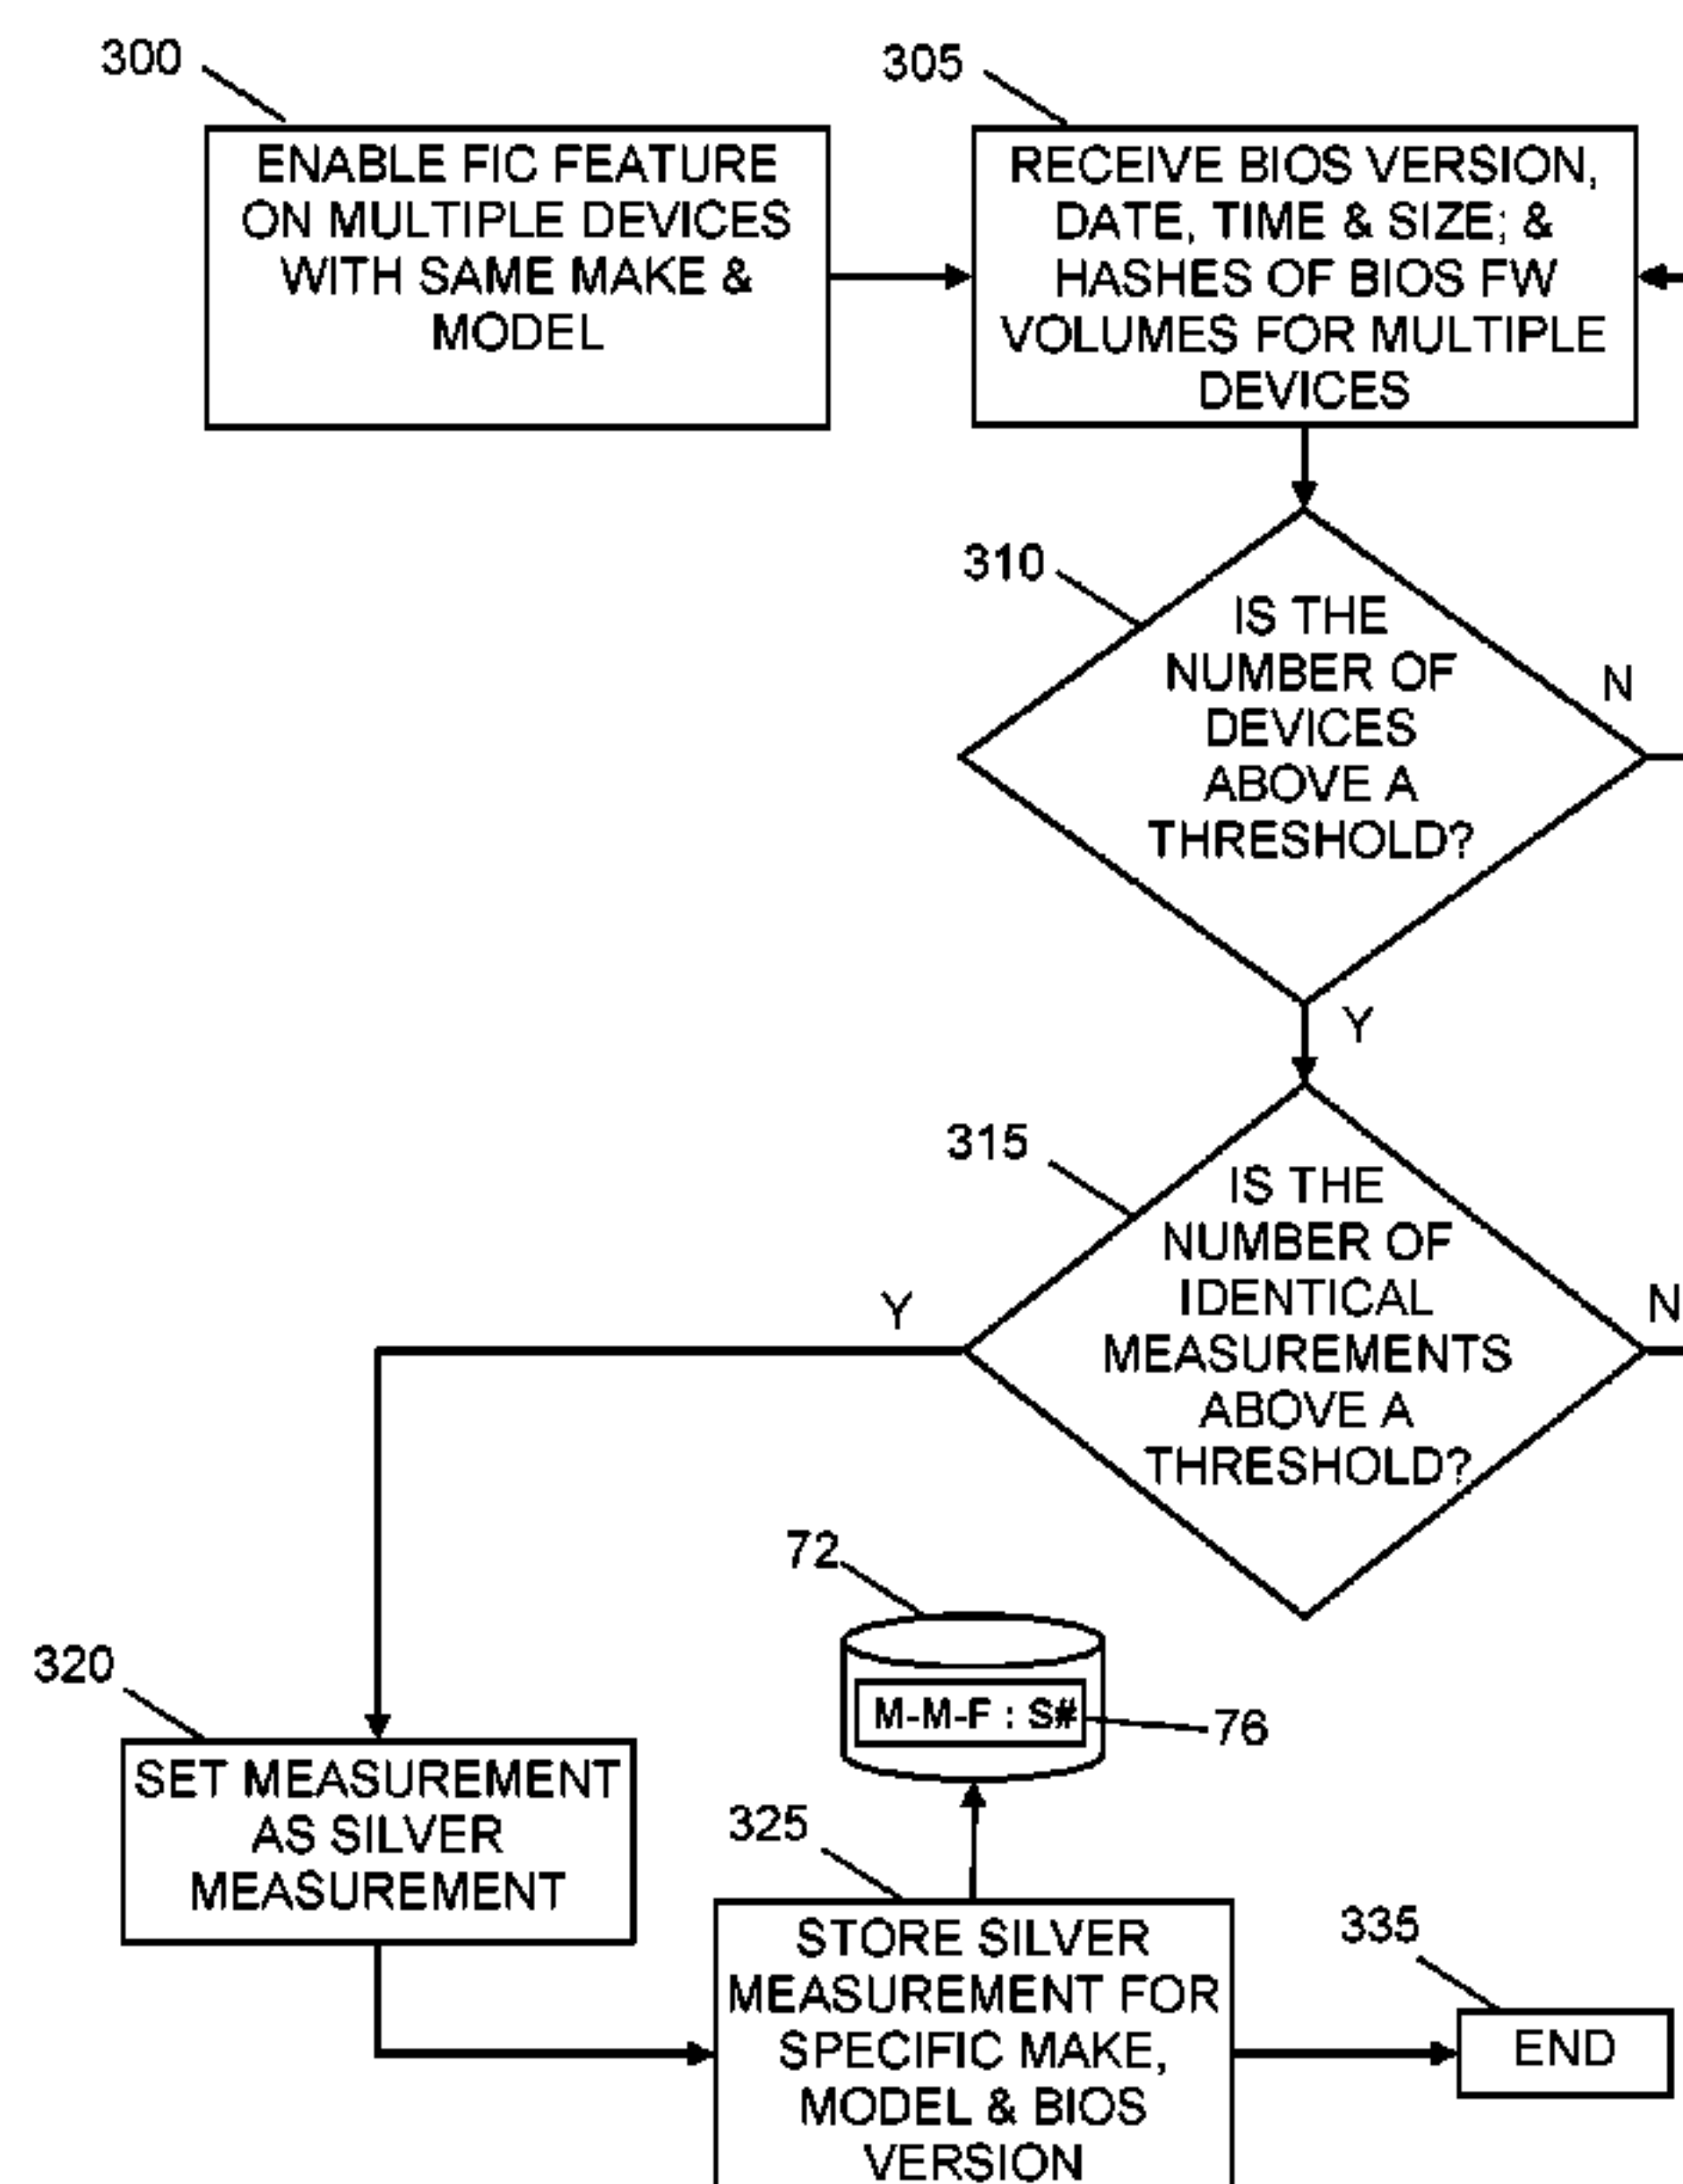 300
ENABLE FIC FEATURE
ON MULTIPLE DEVICES
WITH SAME MAKE &
MODEL
305
RECEIVE BIOS VERSION,
DATE, TIME & SIZE; &
HASHES OF BIOS FW
VOLUMES FOR MULTIPLE
DEVICES
310
IS THE
NUMBER OF
DEVICES
ABOVE A
THRESHOLD?
N
Y
315
IS THE
NUMBER OF
IDENTICAL
MEASUREMENTS
ABOVE A
THRESHOLD?
Y
N
72
M-M-F : S#
76
320
SET MEASUREMENT
AS SILVER
MEASUREMENT
325
STORE SILVER
MEASUREMENT FOR
SPECIFIC MAKE,
MODEL & BIOS
VERSION
335
END